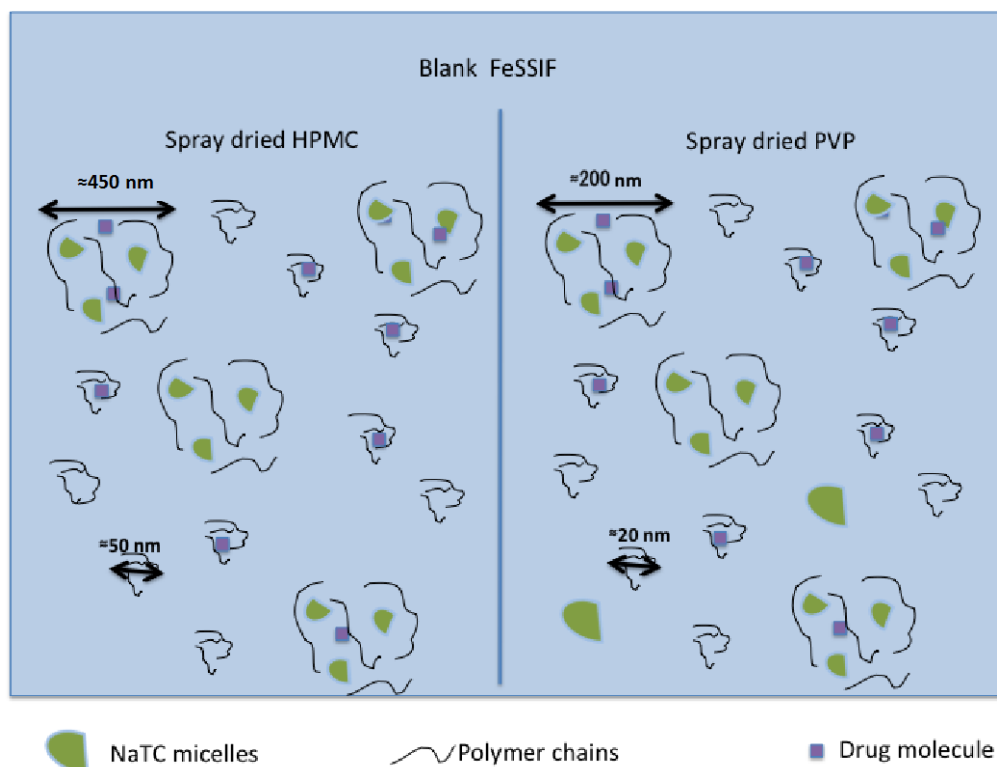 Blank FeSSIF
Spray dried HPMC
Spray dried PVP
≈450 nm
≈200 nm
≈50 nm
≈20 nm
NaTC micelles
Polymer chains
Drug molecule